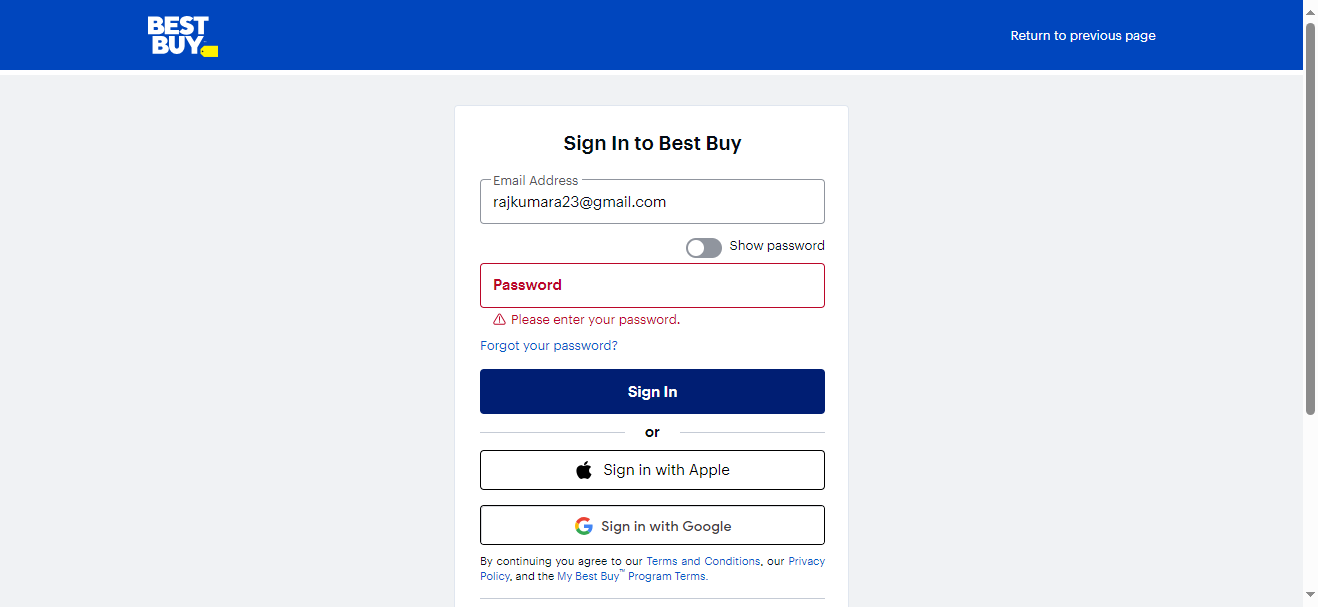 BEST
BUY
Return to previous page
Sign In to Best Buy
Email Address
rajkumara23@gmail.com
Show password
Password
Please enter your password.
Forgot your password?
Sign In
or
Sign in with Apple
Sign in with Google
By continuing you agree to our Terms and Conditions, our Privacy
Policy, and the My Best Buy™ Program Terms.